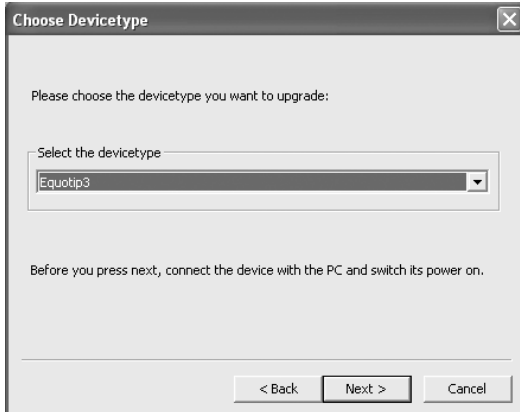 Choose Devicetype
Please choose the devicetype you want to upgrade:
Select the devicetype
Equotip3
Before you press next, connect the device with the PC and switch its power on.
< Back Next > Cancel